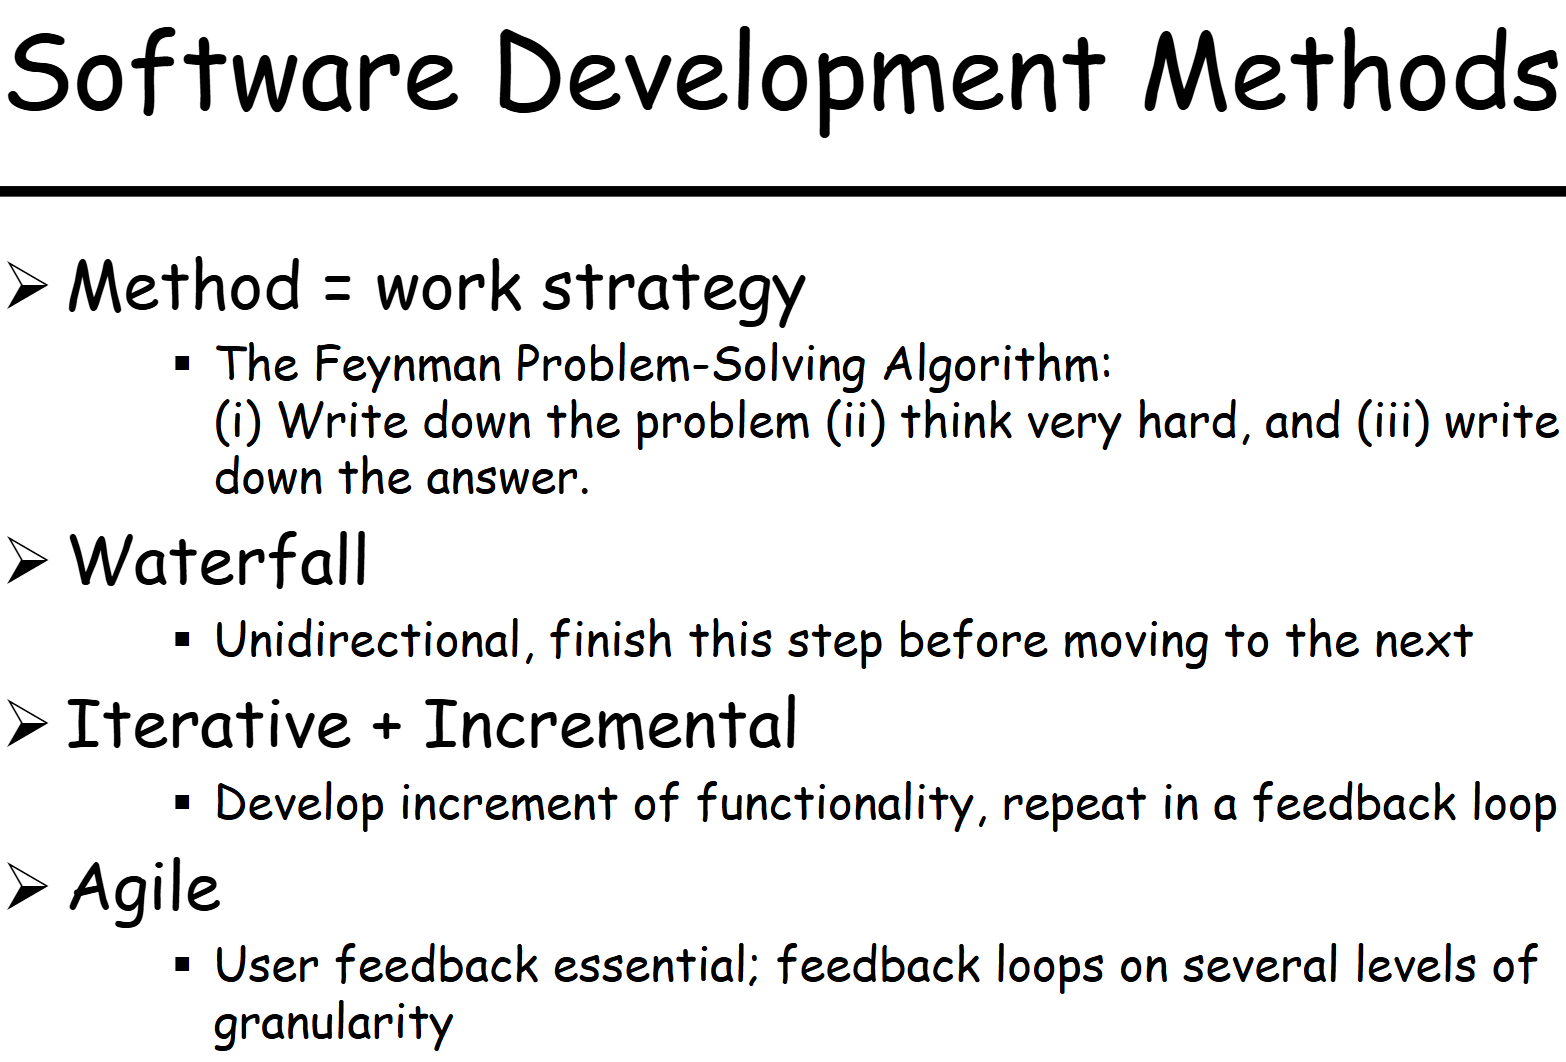 Software Development Methods
Method = work strategy
The Feynman Problem-Solving Algorithm:
(i) Write down the problem (ii) think very hard, and (iii) write
down the answer.
Waterfall
Unidirectional, finish this step before moving to the next
Iterative + Incremental
Develop increment of functionality, repeat in a feedback loop
Agile
User feedback essential; feedback loops on several levels of
granularity